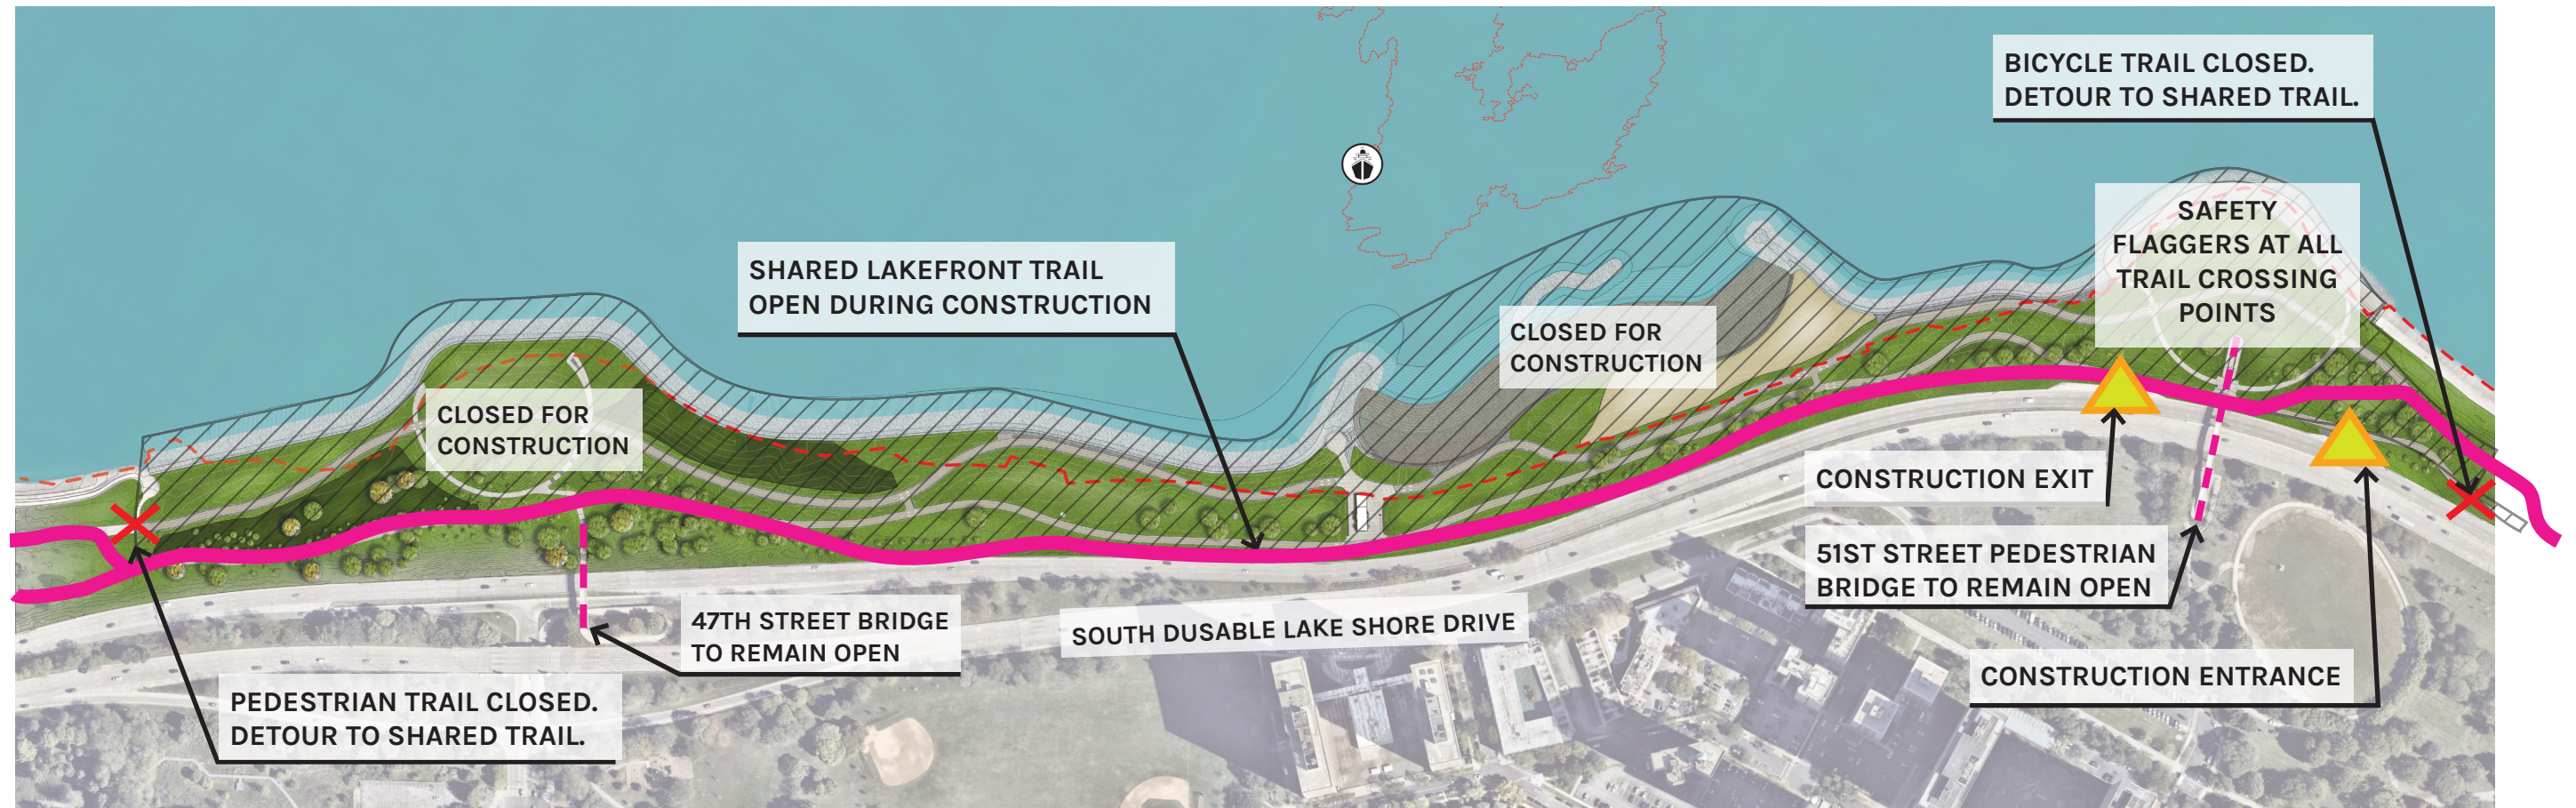 BICYCLE TRAIL CLOSED.
DETOUR TO SHARED TRAIL.
SAFETY
FLAGGERS AT ALL
TRAIL CROSSING
POINTS
SHARED LAKEFRONT TRAIL
OPEN DURING CONSTRUCTION
CLOSED FOR
CONSTRUCTION
CLOSED FOR
CONSTRUCTION
CONSTRUCTION EXIT
51ST STREET PEDESTRIAN
BRIDGE TO REMAIN OPEN
47TH STREET BRIDGE
TO REMAIN OPEN
SOUTH DUSABLE LAKE SHORE DRIVE
CONSTRUCTION ENTRANCE
PEDESTRIAN TRAIL CLOSED.
DETOUR TO SHARED TRAIL.